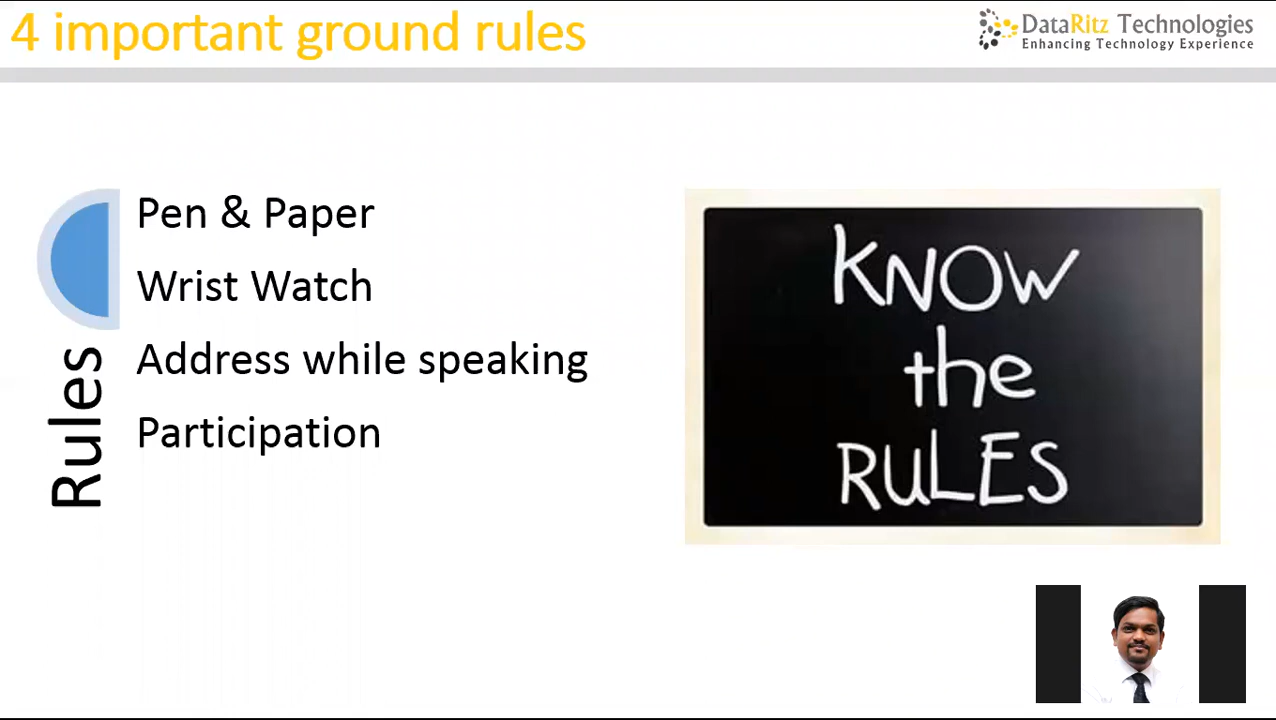 4 important ground rules
DataRitz Technologies
Enhancing Technology Experience
Rules
Pen & Paper
Wrist Watch
Address while speaking
Participation
KNOW
the
RULES